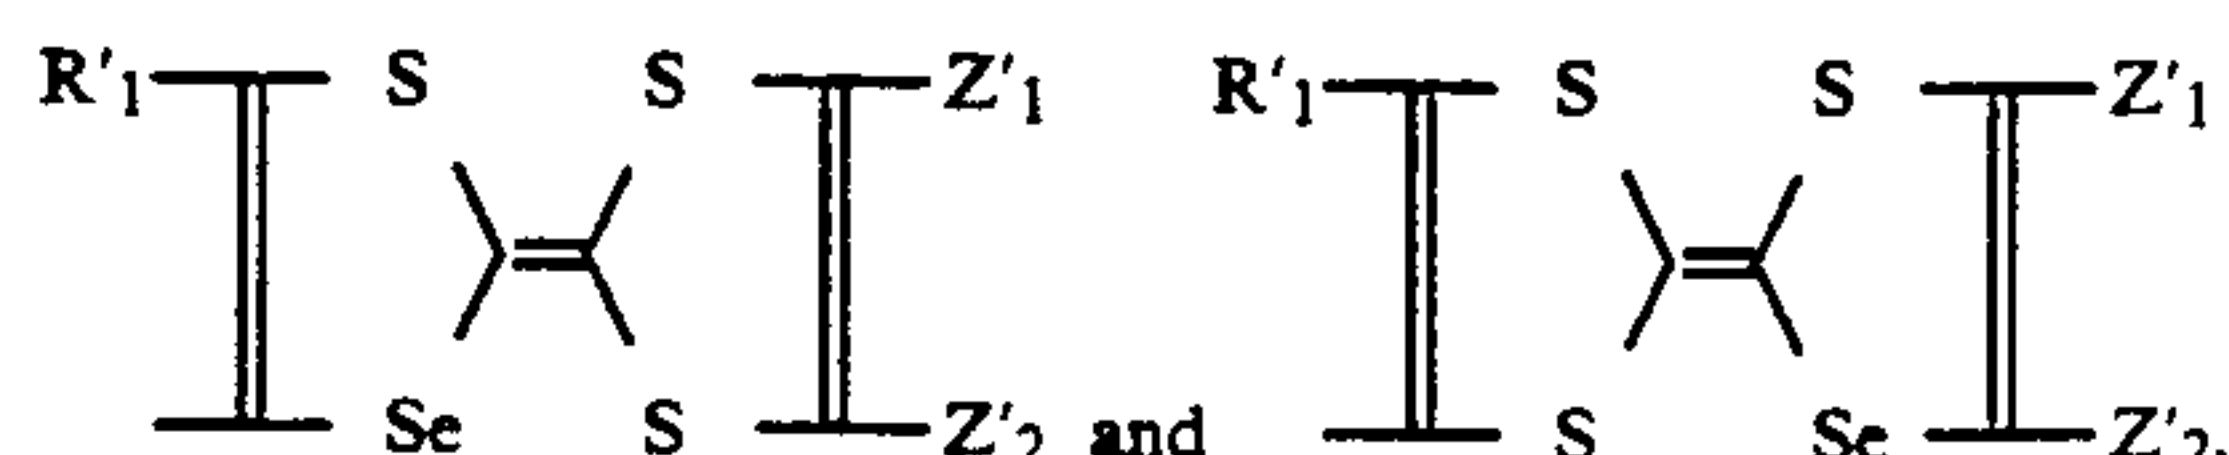 R'1 S S Z'1 R'1 S S Z'1
Se S Z'2 and S Se Z'2,